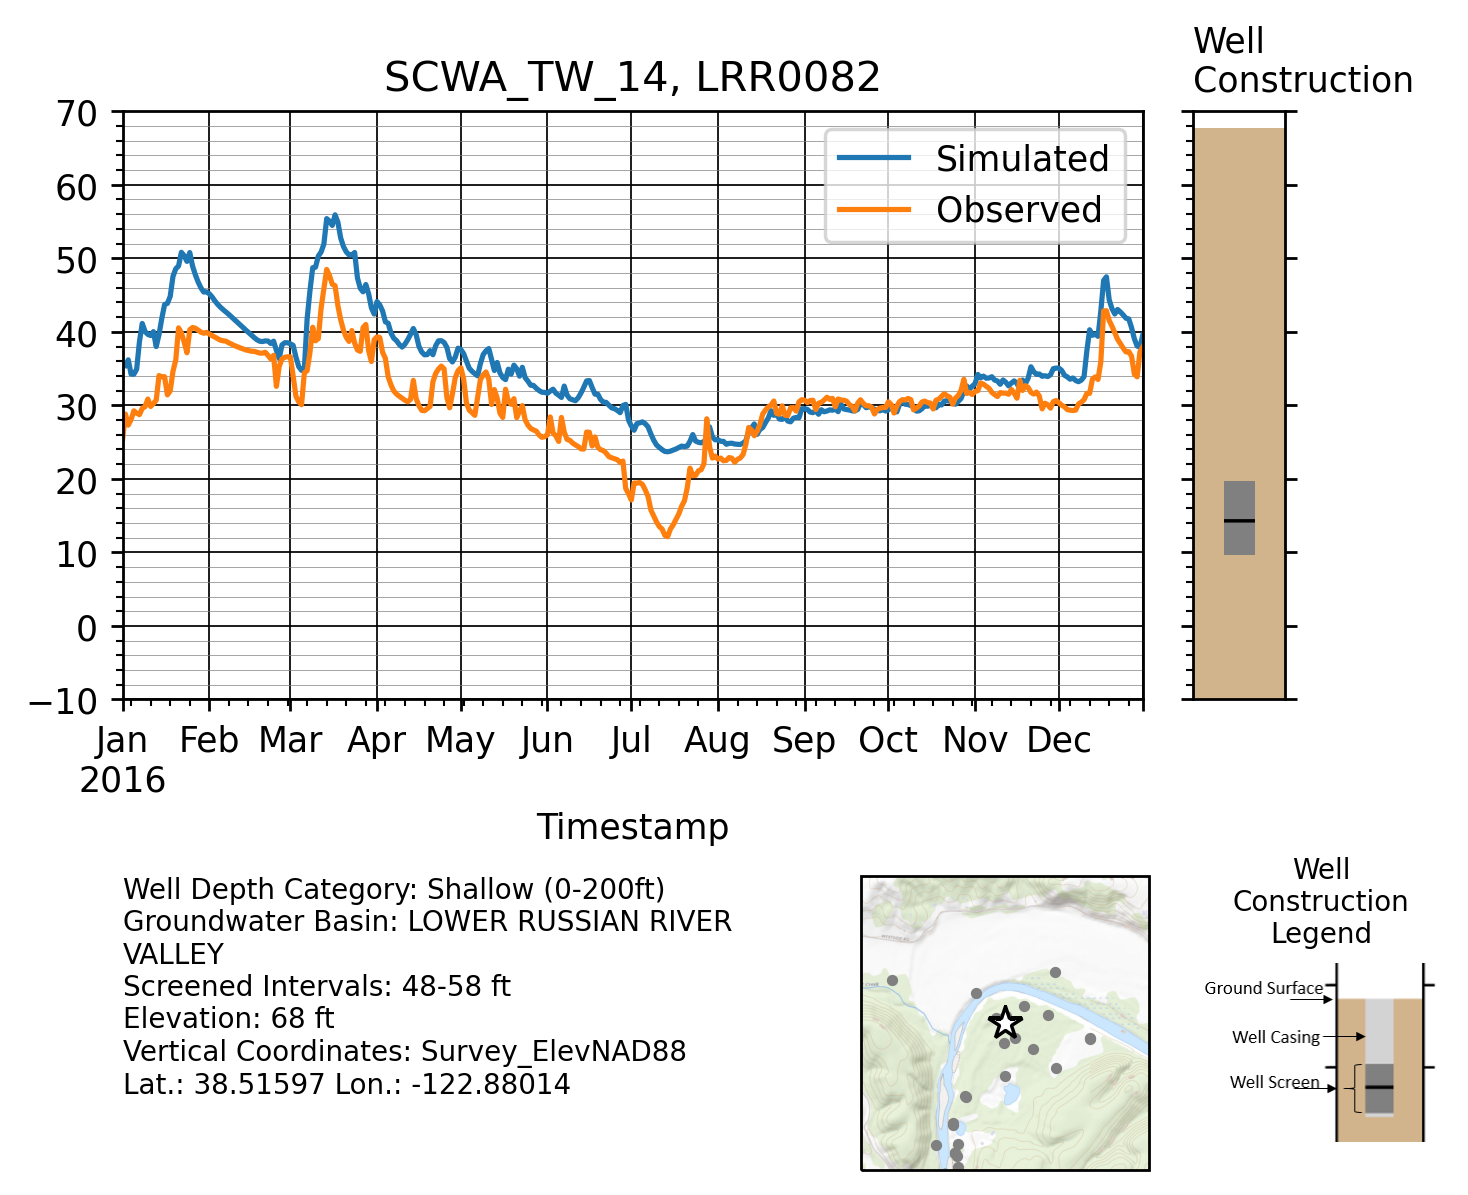 Well
Construction
SCWA_TW_14, LRR0082
70
60
50
40
30
20
10
0
−10
Simulated
Observed
Jan Feb Mar Apr May Jun Jul Aug Sep Oct Nov Dec
2016
Timestamp
Well Depth Category: Shallow (0-200ft)
Groundwater Basin: LOWER RUSSIAN RIVER
VALLEY
Screened Intervals: 48-58 ft
Elevation: 68 ft
Vertical Coordinates: Survey_ElevNAD88
Lat.: 38.51597 Lon.: -122.88014
Well
Construction
Legend
Ground Surface
Well Casing
Well Screen